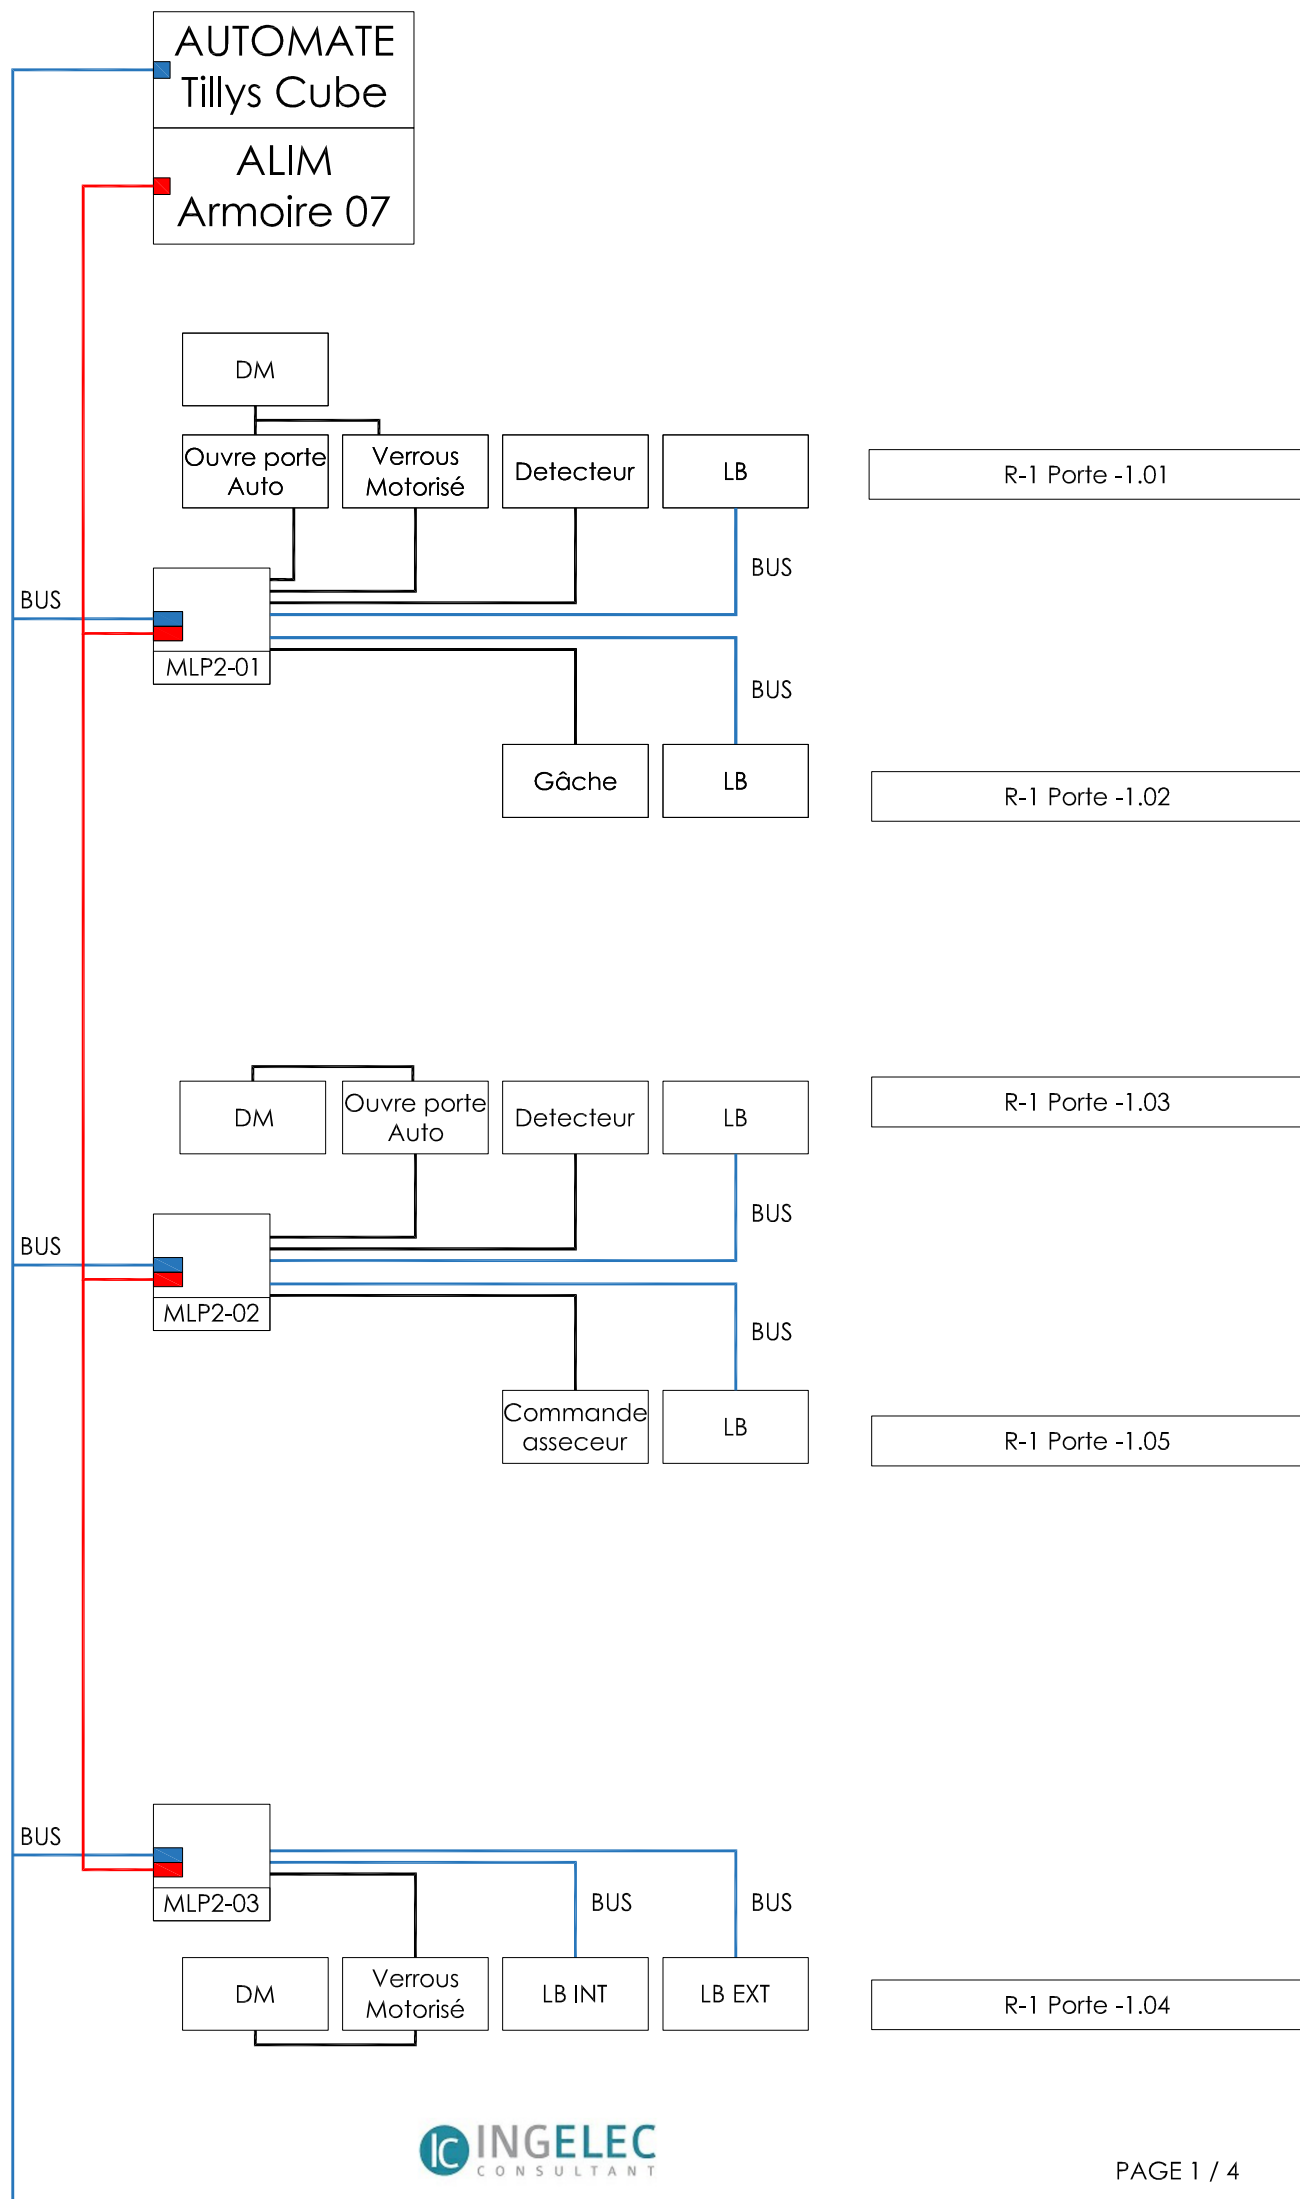 AUTOMATE
Tillys Cube
ALIM
Armoire 07
DM
Ouvre porte
Auto
Verrous
Motorisé
Detecteur
LB
R-1 Porte -1.01
BUS
BUS
MLP2-01
BUS
Gâche
LB
R-1 Porte -1.02
DM
Ouvre porte
Auto
Detecteur
LB
R-1 Porte -1.03
BUS
BUS
MLP2-02
BUS
Commande
asseceur
LB
R-1 Porte -1.05
BUS
MLP2-03
BUS
BUS
DM
Verrous
Motorisé
LB INT
LB EXT
R-1 Porte -1.04
IC INGELEC
CONSULTANT
PAGE 1 / 4